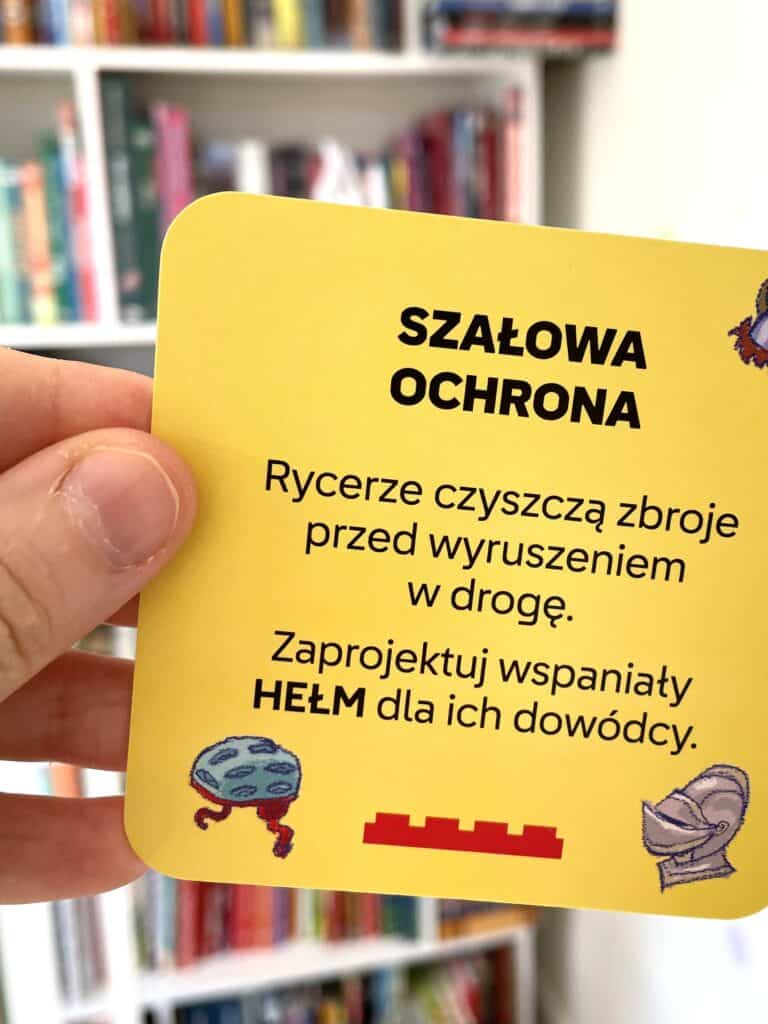 SZAŁOWA
OCHRONA
Rycerze czyszczą zbroje
przed wyruszeniem
w drogę.
Zaprojektuj wspaniały
HEŁM dla ich dowódcy.